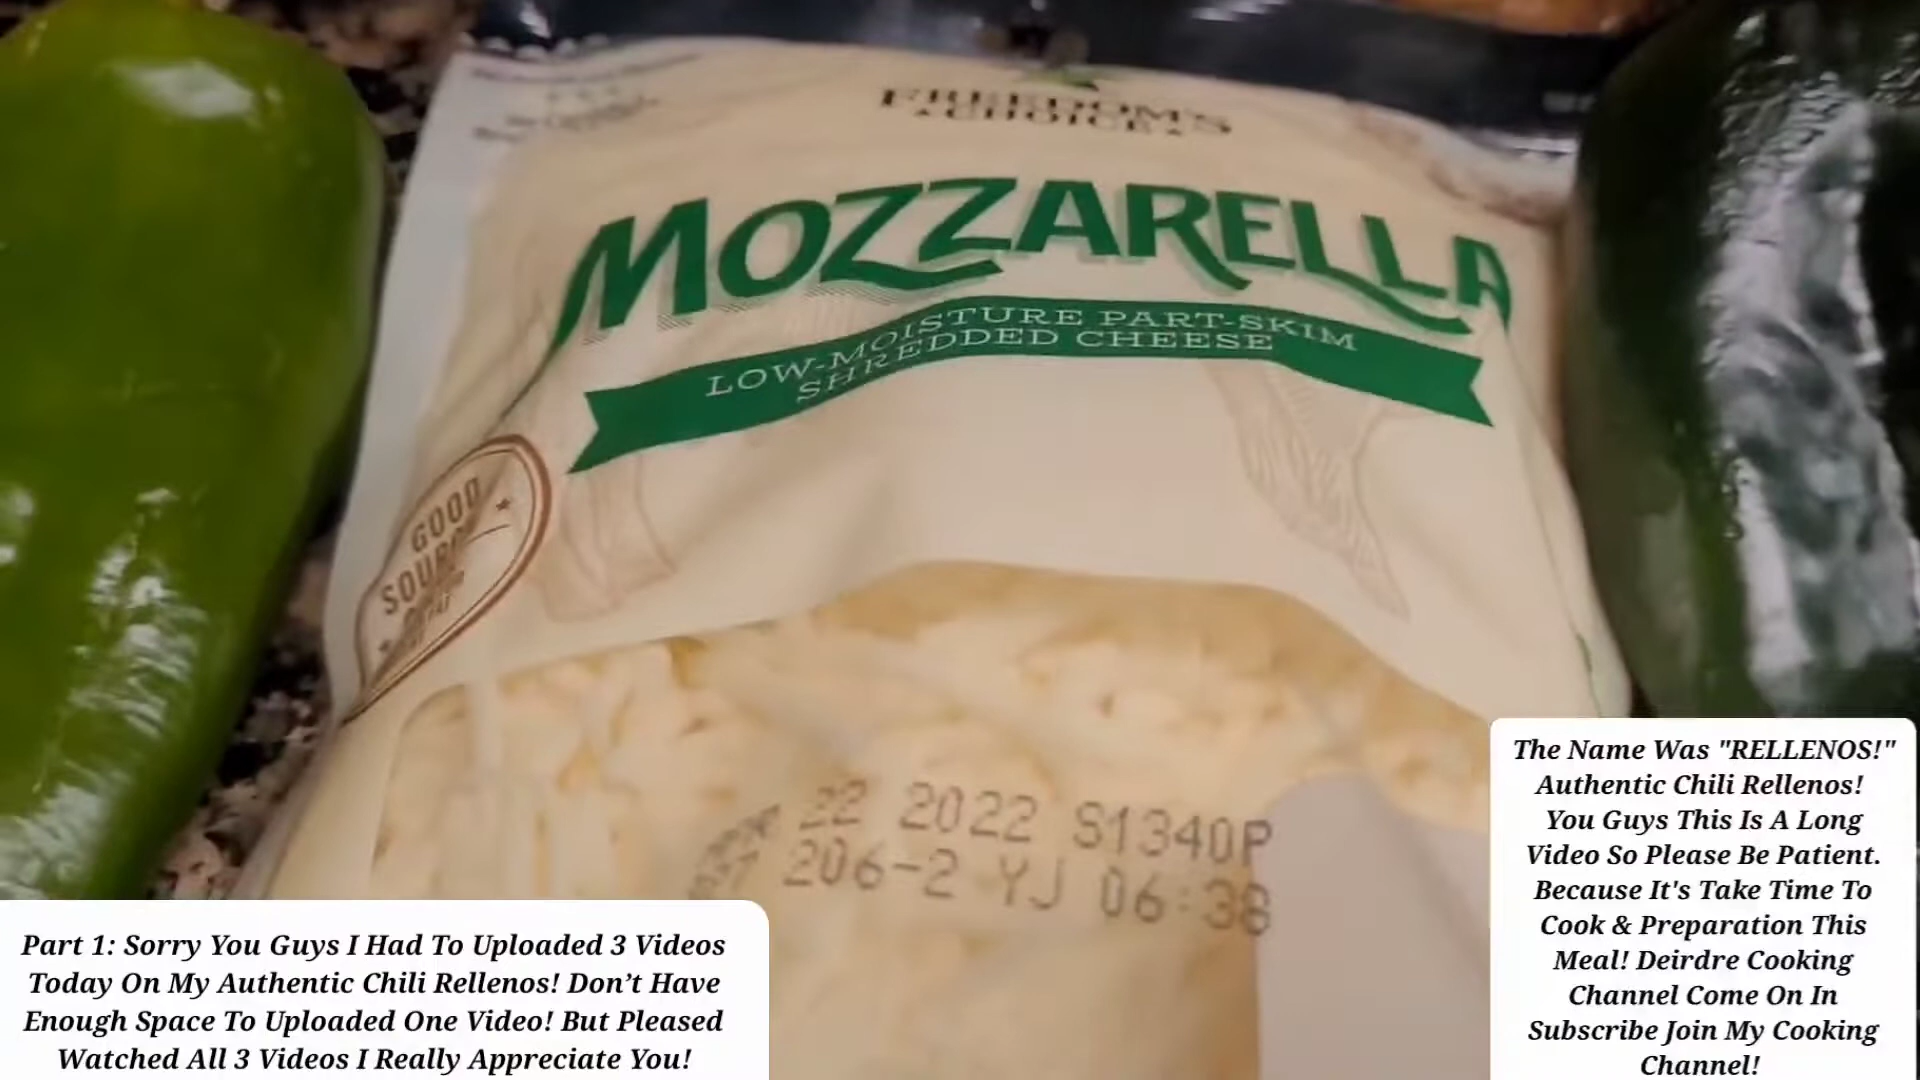 FREEDOM'S
CHOICE
MOZZARELLA
LOW-MOISTURE PART-SKIM
SHREDDED CHEESE
GOOD
SOURCE
22 2022 S1340P
206-2 YJ 06:38
The Name Was "RELLENOS!"
Authentic Chili Rellenos!
You Guys This Is A Long
Video So Please Be Patient.
Because It's Take Time To
Cook & Preparation This
Meal! Deirdre Cooking
Channel Come On In
Subscribe Join My Cooking
Channel!
Part 1: Sorry You Guys I Had To Uploaded 3 Videos
Today On My Authentic Chili Rellenos! Don’t Have
Enough Space To Uploaded One Video! But Pleased
Watched All 3 Videos I Really Appreciate You!